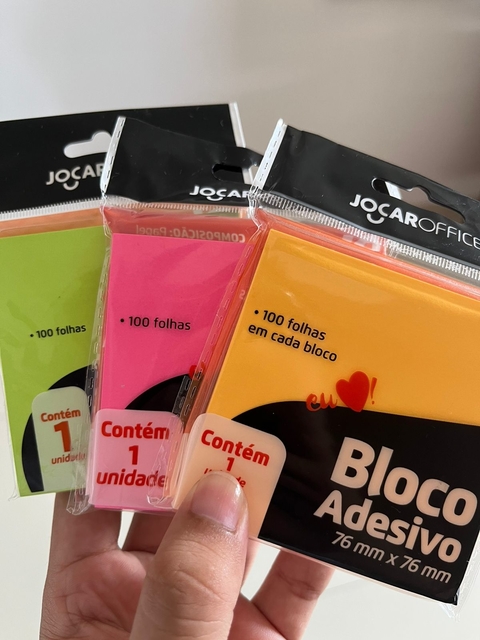 JOCAR
• 100 folhas
Contém
1
unidade
JOCAR
COMPOSIÇÃO: Papel
• 100 folhas
Contém
1
unidade
JOCAROFFICE
• 100 folhas
em cada bloco
eu ❤!
Contém
1
Bloco
Adesivo
76 mm x 76 mm